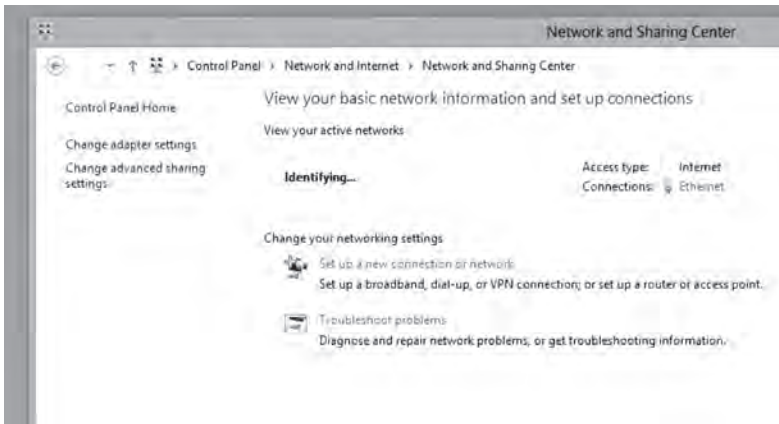 Network and Sharing Center
Control Panel › Network and Internet › Network and Sharing Center
Control Panel Home
Change adapter settings
Change advanced sharing
settings
View your basic network information and set up connections
View your active networks
Identifying...
Access type: Internet
Connections: Ethernet
Change your networking settings
Set up a new connection or network
Set up a broadband, dial-up, or VPN connection; or set up a router or access point.
Troubleshoot problems
Diagnose and repair network problems, or get troubleshooting information.